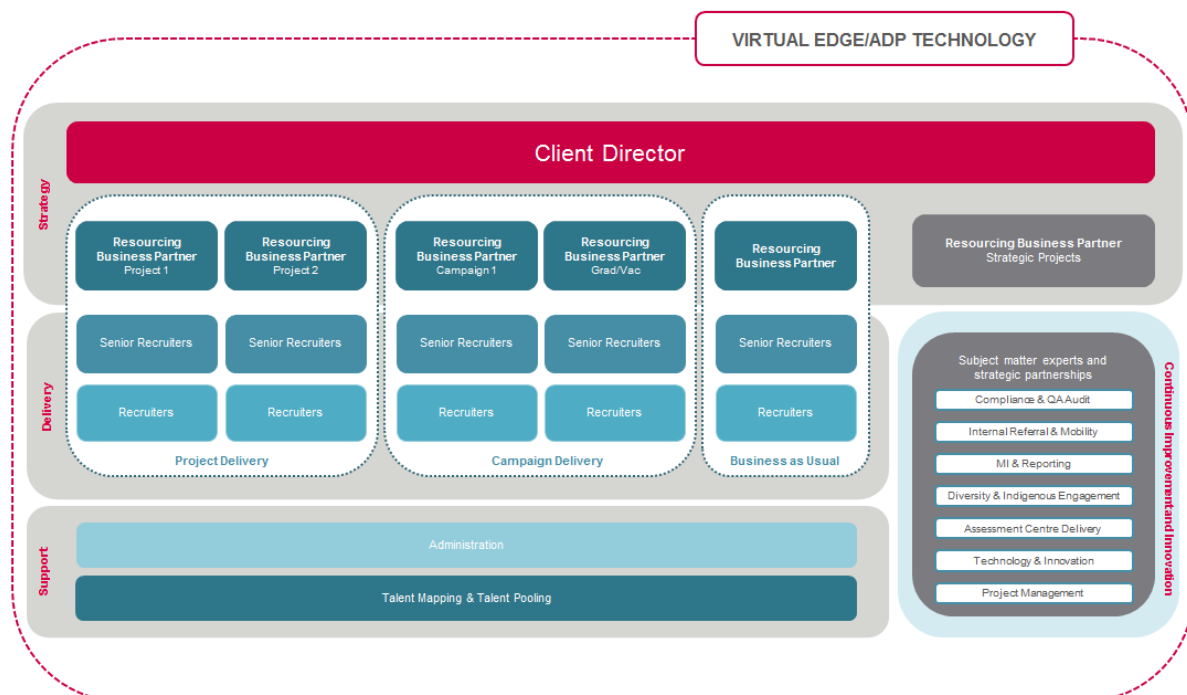 VIRTUAL EDGE/ADP TECHNOLOGY
Strategy
Client Director
Resourcing
Business Partner
Project 1
Resourcing
Business Partner
Project 2
Resourcing
Business Partner
Campaign 1
Resourcing
Business Partner
Grad/Vac
Resourcing
Business Partner
Resourcing Business Partner
Strategic Projects
Delivery
Senior Recruiters
Senior Recruiters
Senior Recruiters
Senior Recruiters
Senior Recruiters
Recruiters
Recruiters
Recruiters
Recruiters
Recruiters
Project Delivery
Campaign Delivery
Business as Usual
Support
Administration
Talent Mapping & Talent Pooling
Subject matter experts and
strategic partnerships
Compliance & QA Audit
Internal Referral & Mobility
MI & Reporting
Diversity & Indigenous Engagement
Assessment Centre Delivery
Technology & Innovation
Project Management
Continuous Improvement and Innovation